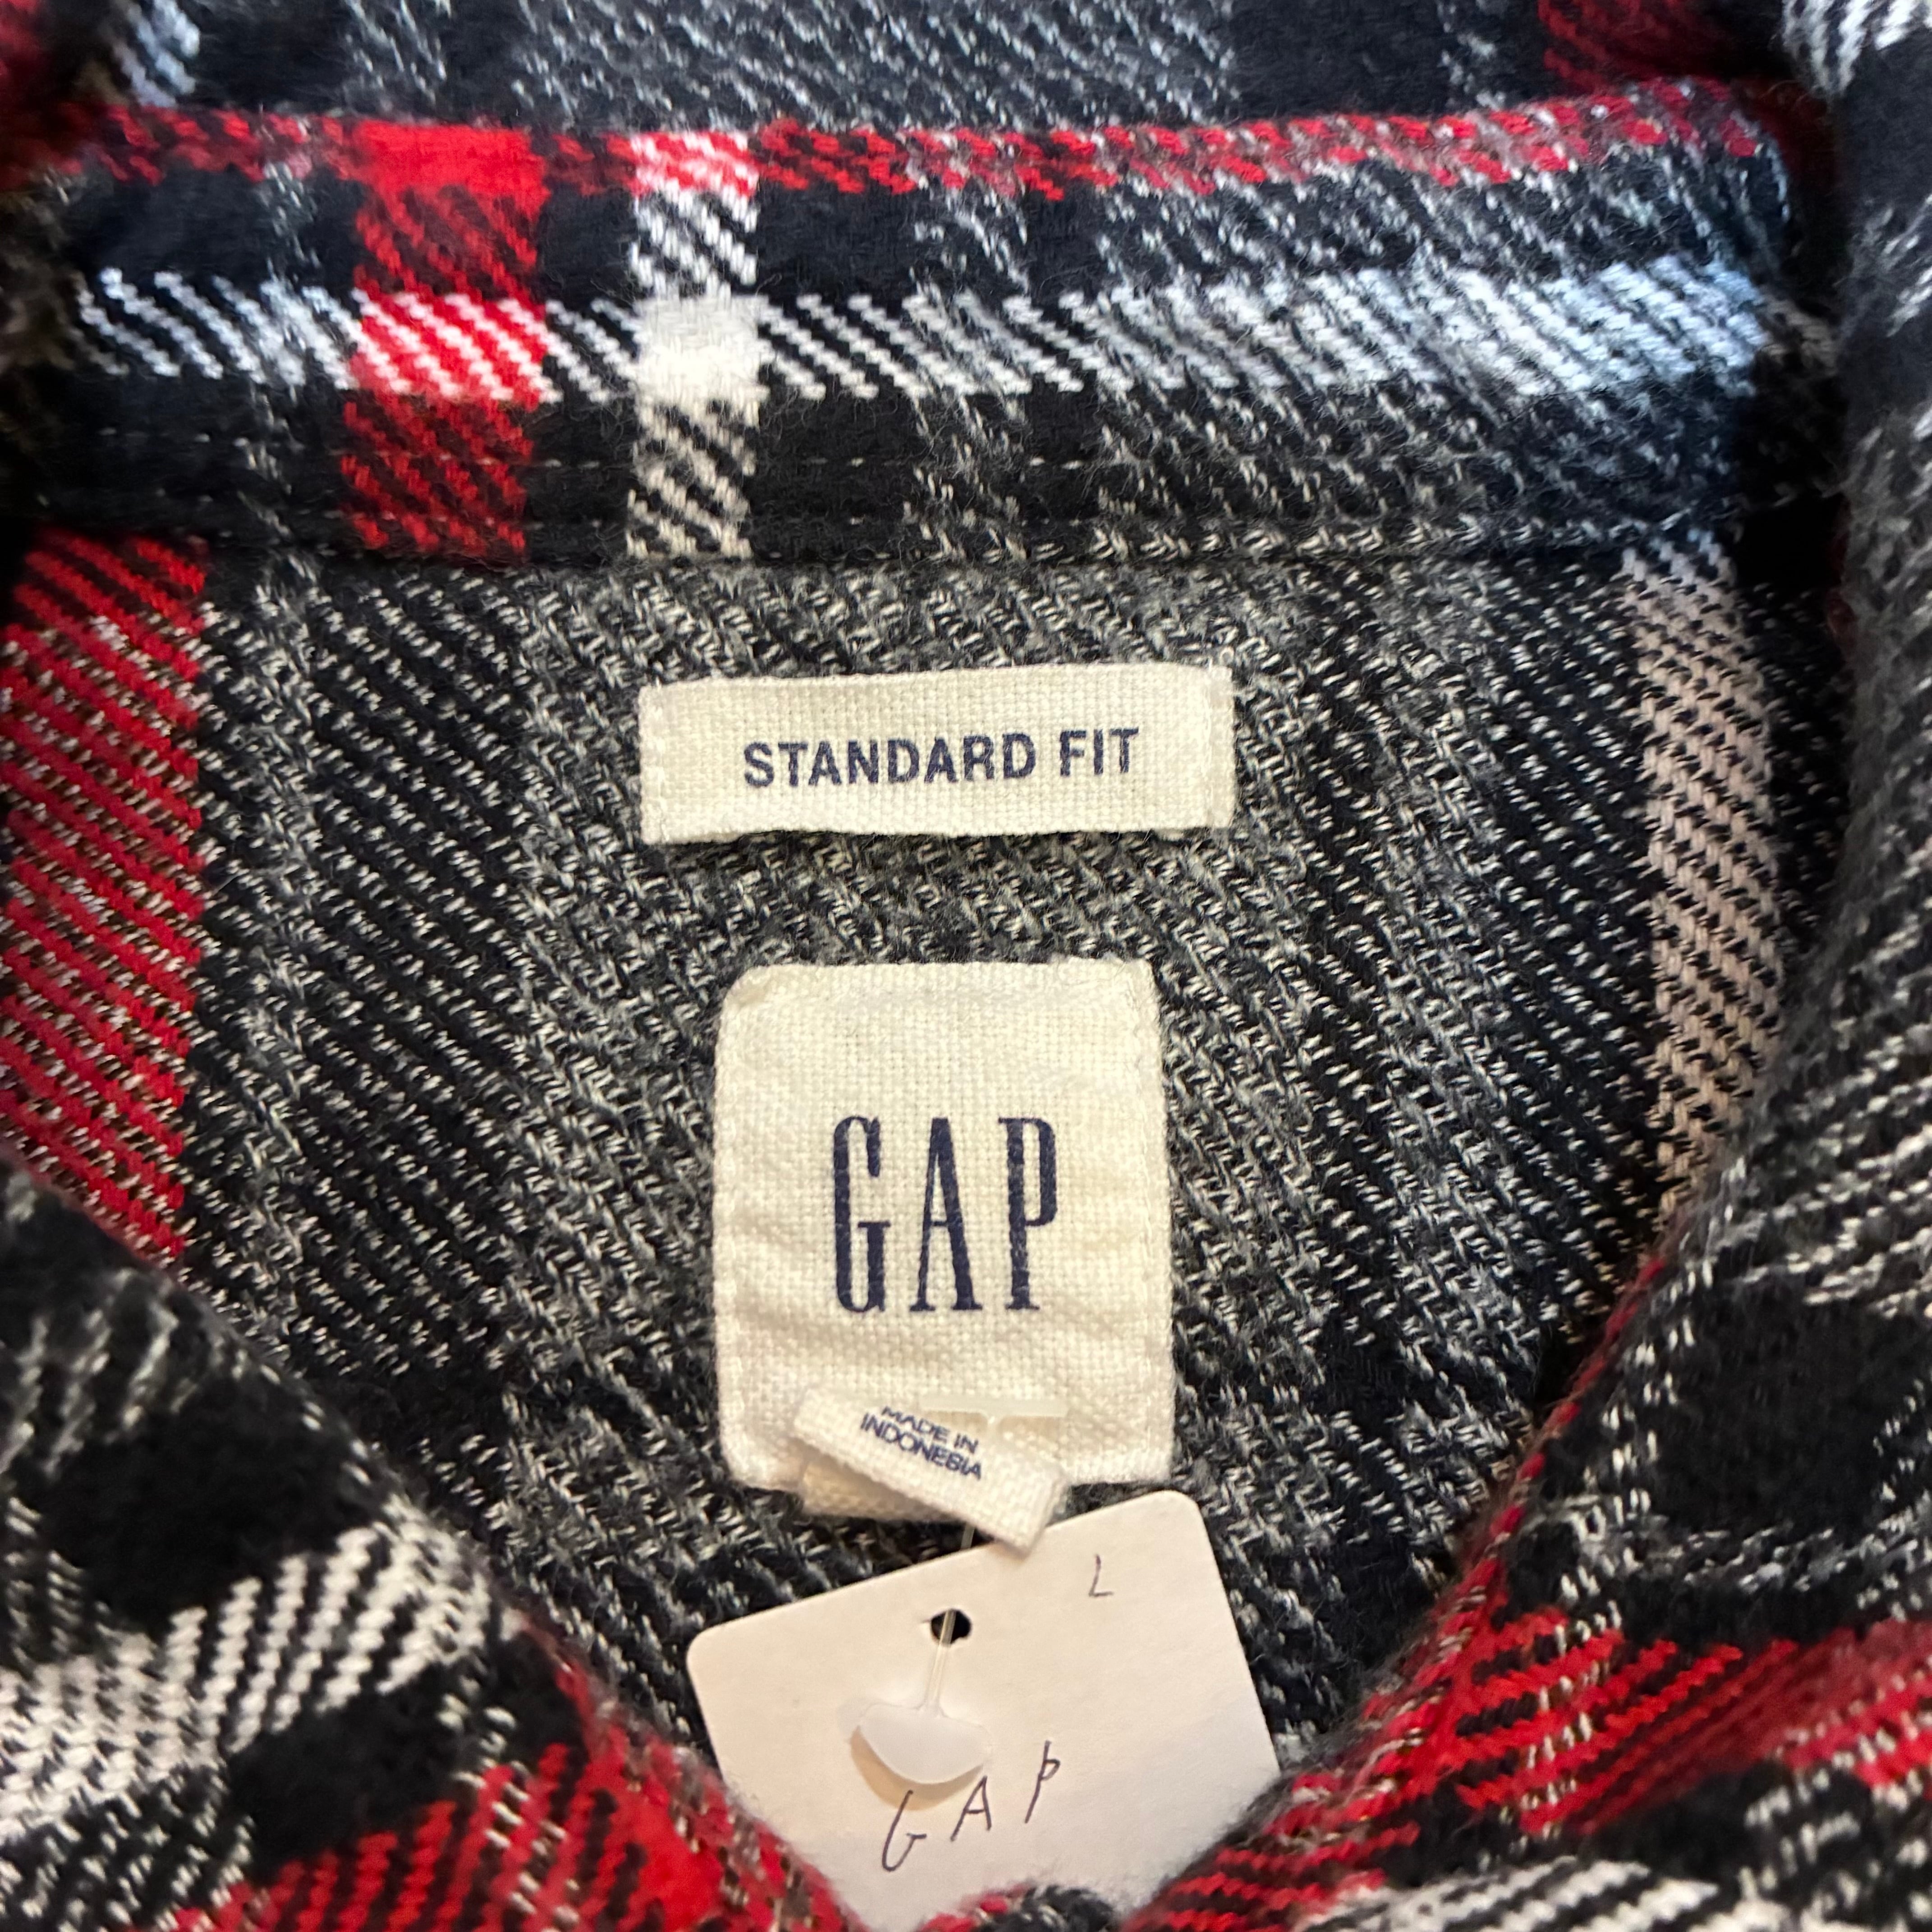 STANDARD FIT
GAP
MADE IN
INDONESIA
L
GAP